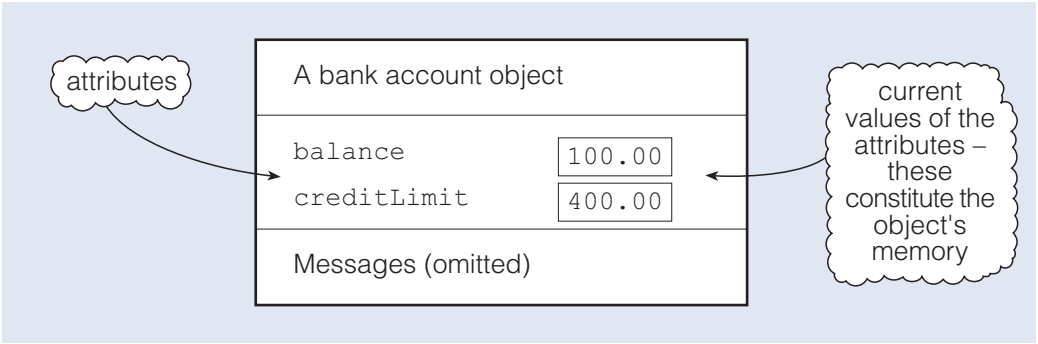 attributes
A bank account object
balance 100.00
creditLimit 400.00
Messages (omitted)
current
values of the
attributes –
these
constitute the
object's
memory